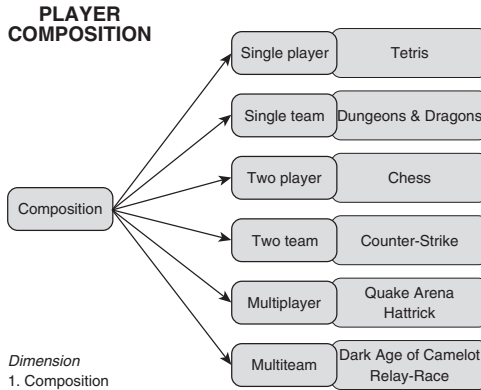 PLAYER
COMPOSITION
Single player
Tetris
Single team
Dungeons & Dragons
Two player
Chess
Composition
Two team
Counter-Strike
Multiplayer
Quake Arena
Hattrick
Multiteam
Dark Age of Camelot
Relay-Race
Dimension
1. Composition